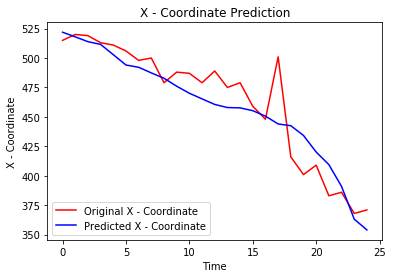 X - Coordinate Prediction
525
500
475
450
425
400
375
350
X - Coordinate
Original X - Coordinate
Predicted X - Coordinate
0
5
10
15
20
25
Time